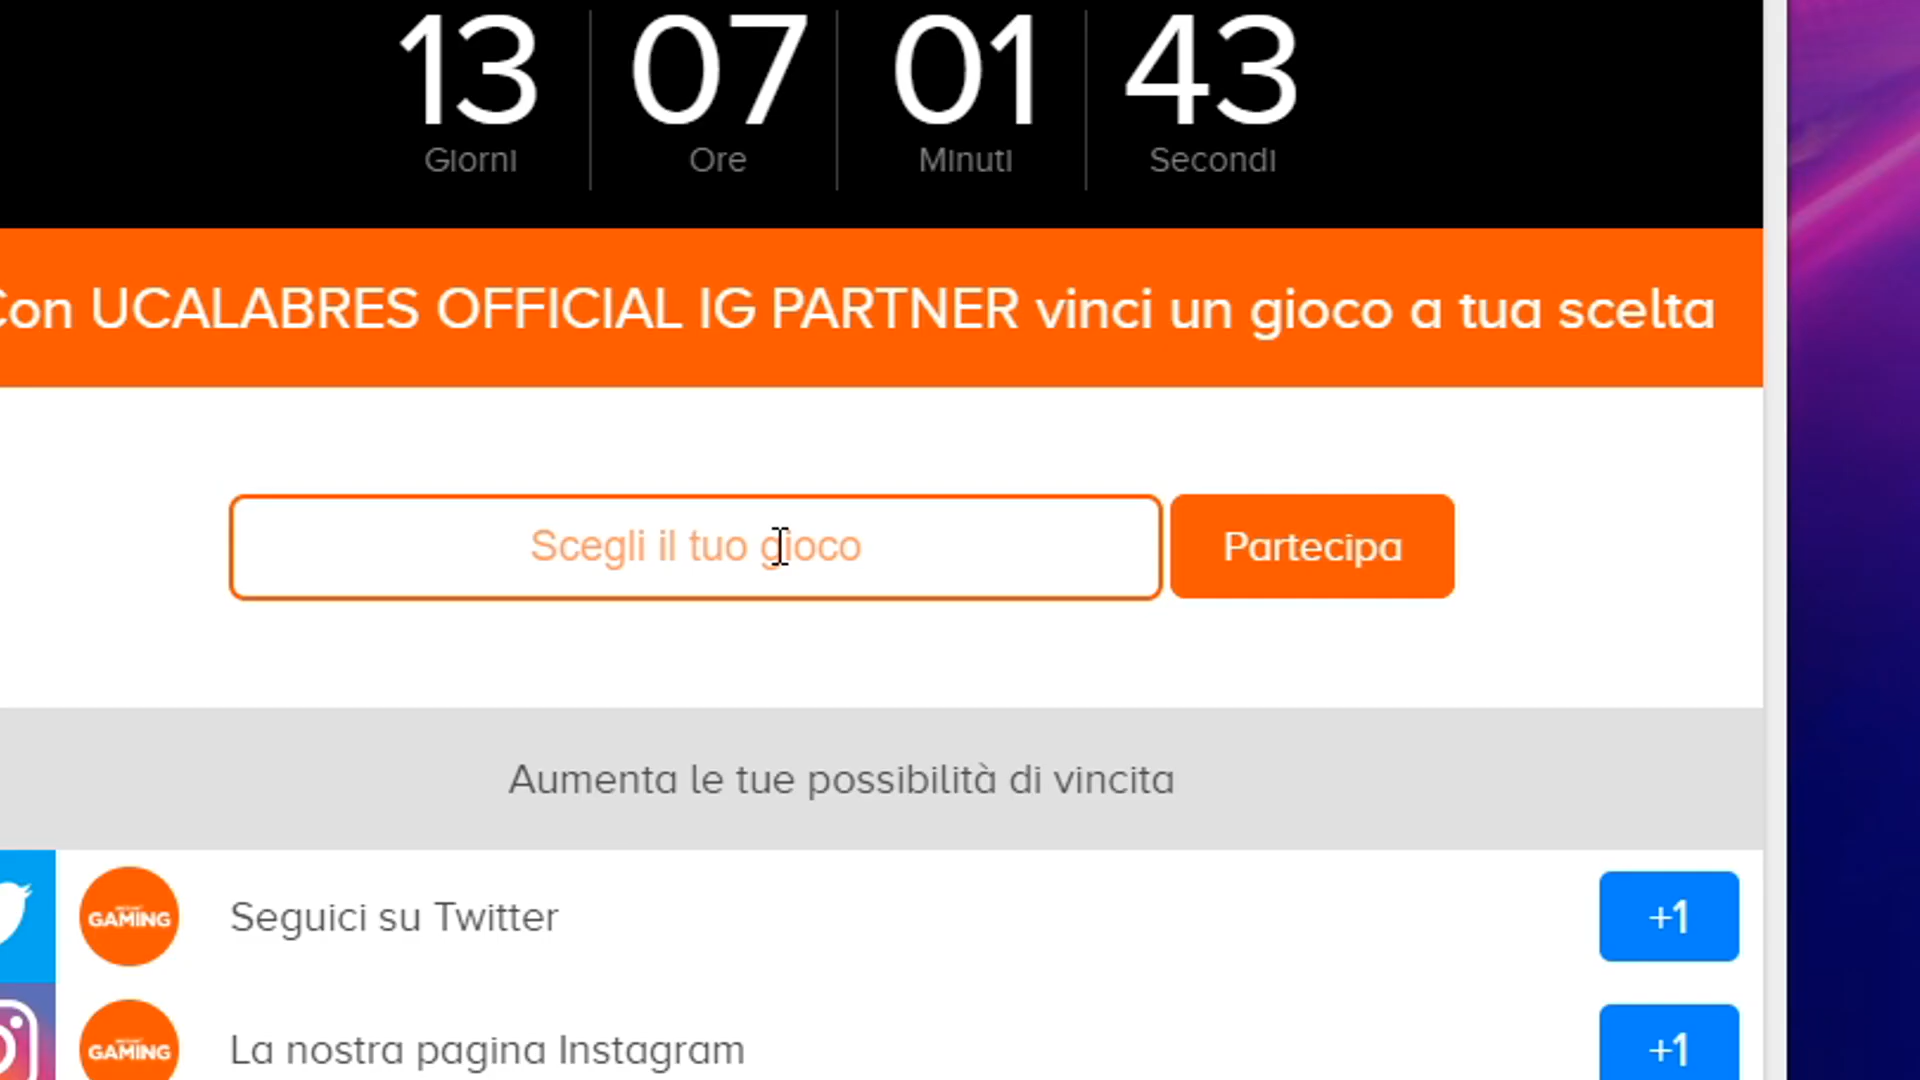 13 07 01 43
Giorni Ore Minuti Secondi
Con UCALABRES OFFICIAL IG PARTNER vinci un gioco a tua scelta
Scegli il tuo gioco Partecipa
Aumenta le tue possibilità di vincita
GAMING Seguici su Twitter +1
GAMING La nostra pagina Instagram +1